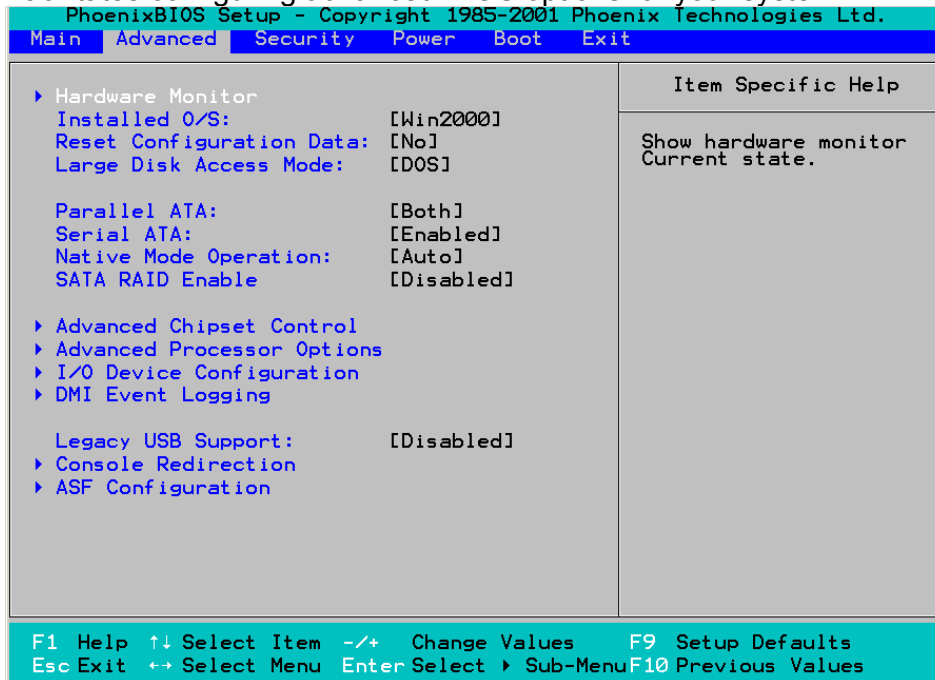 PhoenixBIOS Setup - Copyright 1985-2001 Phoenix Technologies Ltd.
Main Advanced Security Power Boot Exit
Item Specific Help
▸ Hardware Monitor
Installed O/S: [Win2000]
Reset Configuration Data: [No]
Large Disk Access Mode: [DOS]
Show hardware monitor
Current state.
Parallel ATA: [Both]
Serial ATA: [Enabled]
Native Mode Operation: [Auto]
SATA RAID Enable [Disabled]
▸ Advanced Chipset Control
▸ Advanced Processor Options
▸ I/O Device Configuration
▸ DMI Event Logging
Legacy USB Support: [Disabled]
▸ Console Redirection
▸ ASF Configuration
F1 Help ↑↓ Select Item -/+ Change Values F9 Setup Defaults
Esc Exit ↔ Select Menu Enter Select ▸ Sub-Menu F10 Previous Values